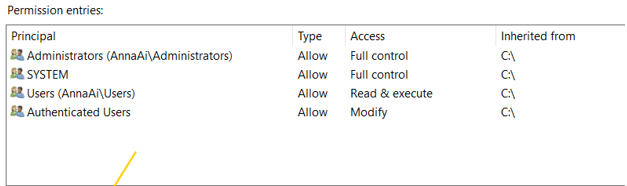 Permission entries:
Principal Type Access Inherited from
Administrators (AnnaAi\Administrators) Allow Full control C:\
SYSTEM Allow Full control C:\
Users (AnnaAi\Users) Allow Read & execute C:\
Authenticated Users Allow Modify C:\